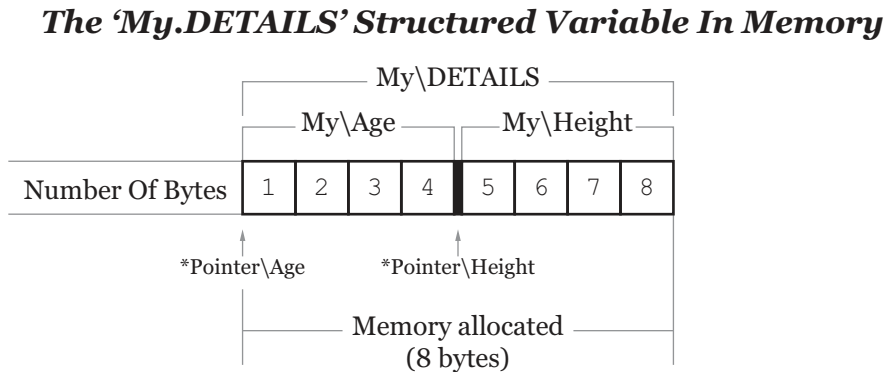 The ‘My.DETAILS’ Structured Variable In Memory
My\DETAILS
My\Age My\Height
Number Of Bytes 1 2 3 4 5 6 7 8
*Pointer\Age *Pointer\Height
Memory allocated
(8 bytes)